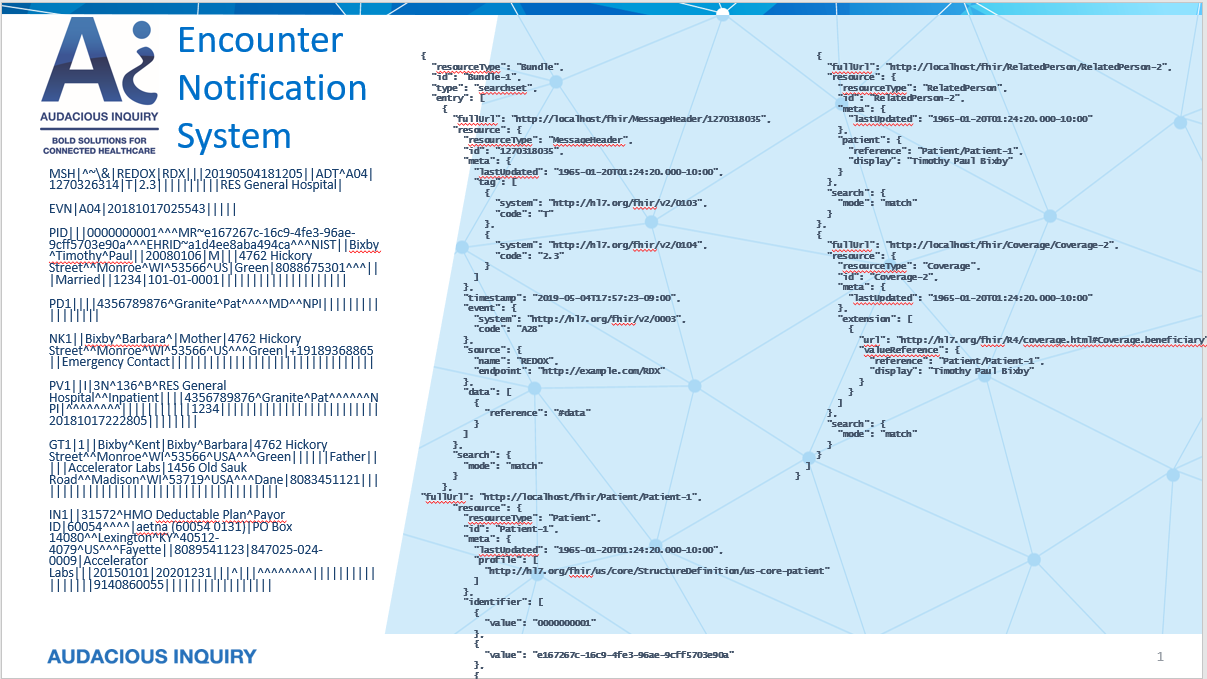 Ai
AUDACIOUS INQUIRY
BOLD SOLUTIONS FOR
CONNECTED HEALTHCARE
Encounter
Notification
System
MSH|^~\&|REDOX|RDX|||20190504181205||ADT^A04|
1270326314|T|2.3||||||||||RES General Hospital|
EVN|A04|20181017025543|||||
PID|||0000000001^^^MR~e167267c-16c9-4fe3-96ae-
9cff5703e90a^^^EHRID~a1d4ee8aba494ca^^^NIST||Bixby
^Timothy^Paul||20080106|M|||4762 Hickory
Street^^Monroe^WI^53566^US|Green|8088675301^^^||
|Married||1234|101-01-0001||||||||||||||||||||
PD1||||4356789876^Granite^Pat^^^^MD^^NPI||||||||||
||||||||
NK1||Bixby^Barbara^|Mother|4762 Hickory
Street^^Monroe^WI^53566^US^^^Green|+19189368865
||Emergency Contact|||||||||||||||||||||||||||||||
PV1||I|3N^136^B^RES General
Hospital^^Inpatient||||4356789876^Granite^Pat^^^^^^N
PI|^^^^^^^^||||||||||||1234||||||||||||||||||||||||
20181017222805||||||||
GT1|1||Bixby^Kent|Bixby^Barbara|4762 Hickory
Street^^Monroe^WI^53566^USA^^^Green||||||Father||
|||Accelerator Labs|1456 Old Sauk
Road^^Madison^WI^53719^USA^^^Dane|8083451121|||
|||||||||||||||||||||||||||||||||||
IN1||31572^HMO Deductable Plan^Payor
ID|60054^^^^|aetna (60054 0131)|PO Box
14080^^Lexington^KY^40512-
4079^US^^^Fayette||8089541123|847025-024-
0009|Accelerator
Labs|||20150101|20201231|||^|||^^^^^^^^||||||||||
|||||||9140860055||||||||||||||||
{
"resourceType": "Bundle",
"id": "Bundle-1",
"type": "searchset",
"entry": [
{
"fullUrl": "http://localhost/fhir/MessageHeader/1270318035",
"resource": {
"resourceType": "MessageHeader",
"id": "1270318035",
"meta": {
"lastUpdated": "1965-01-20T01:24:20.000-10:00",
"tag": [
{
"system": "http://hl7.org/fhir/v2/0103",
"code": "T"
},
{
"system": "http://hl7.org/fhir/v2/0104",
"code": "2.3"
}
]
},
"timestamp": "2019-05-04T17:57:23-09:00",
"event": {
"system": "http://hl7.org/fhir/v2/0003",
"code": "A28"
},
"source": {
"name": "REDOX",
"endpoint": "http://example.com/RDX"
},
"data": [
{
"reference": "#data"
}
]
},
"search": {
"mode": "match"
}
},
"fullUrl": "http://localhost/fhir/Patient/Patient-1",
"resource": {
"resourceType": "Patient",
"id": "Patient-1",
"meta": {
"lastUpdated": "1965-01-20T01:24:20.000-10:00",
"profile": [
"http://hl7.org/fhir/us/core/StructureDefinition/us-core-patient"
]
},
"identifier": [
{
"value": "0000000001"
},
{
"value": "e167267c-16c9-4fe3-96ae-9cff5703e90a"
},
{
{
"fullUrl": "http://localhost/fhir/RelatedPerson/RelatedPerson-2",
"resource": {
"resourceType": "RelatedPerson",
"id": "RelatedPerson-2",
"meta": {
"lastUpdated": "1965-01-20T01:24:20.000-10:00"
},
"patient": {
"reference": "Patient/Patient-1",
"display": "Timothy Paul Bixby"
}
},
"search": {
"mode": "match"
}
},
{
"fullUrl": "http://localhost/fhir/Coverage/Coverage-2",
"resource": {
"resourceType": "Coverage",
"id": "Coverage-2",
"meta": {
"lastUpdated": "1965-01-20T01:24:20.000-10:00"
},
"extension": [
{
"url": "http://hl7.org/fhir/R4/coverage.html#Coverage.beneficiary"
"valueReference": {
"reference": "Patient/Patient-1",
"display": "Timothy Paul Bixby"
}
}
]
},
"search": {
"mode": "match"
}
}
]
}
AUDACIOUS INQUIRY
1